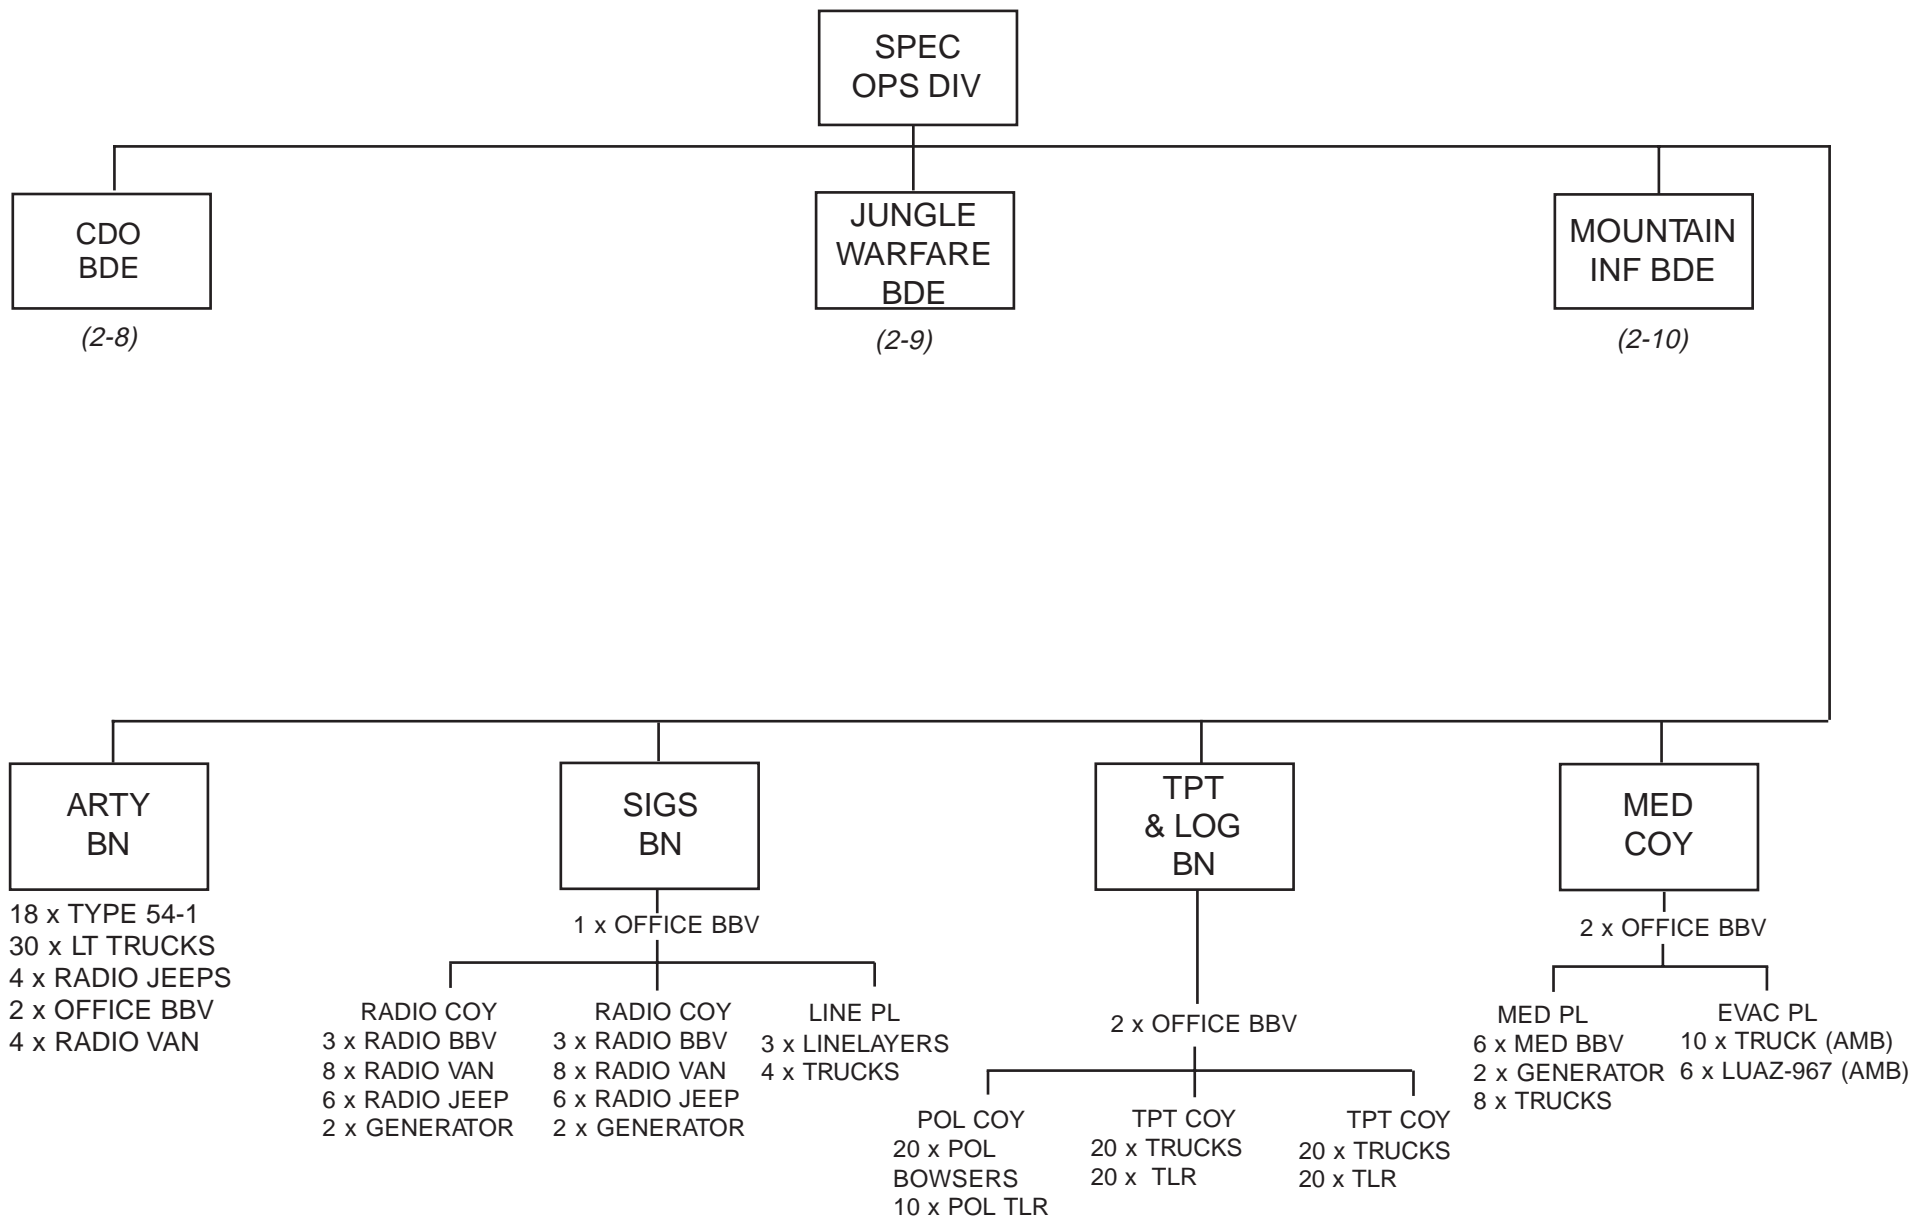 SPEC
OPS DIV
CDO
BDE
(2-8)
JUNGLE
WARFARE
BDE
(2-9)
MOUNTAIN
INF BDE
(2-10)
ARTY
BN
18 x TYPE 54-1
30 x LT TRUCKS
4 x RADIO JEEPS
2 x OFFICE BBV
4 x RADIO VAN
SIGS
BN
1 x OFFICE BBV
RADIO COY
3 x RADIO BBV
8 x RADIO VAN
6 x RADIO JEEP
2 x GENERATOR
RADIO COY
3 x RADIO BBV
8 x RADIO VAN
6 x RADIO JEEP
2 x GENERATOR
LINE PL
3 x LINELAYERS
4 x TRUCKS
TPT
& LOG
BN
2 x OFFICE BBV
POL COY
20 x POL
BOWSERS
10 x POL TLR
TPT COY
20 x TRUCKS
20 x TLR
TPT COY
20 x TRUCKS
20 x TLR
MED
COY
2 x OFFICE BBV
MED PL
6 x MED BBV
2 x GENERATOR
8 x TRUCKS
EVAC PL
10 x TRUCK (AMB)
6 x LUAZ-967 (AMB)